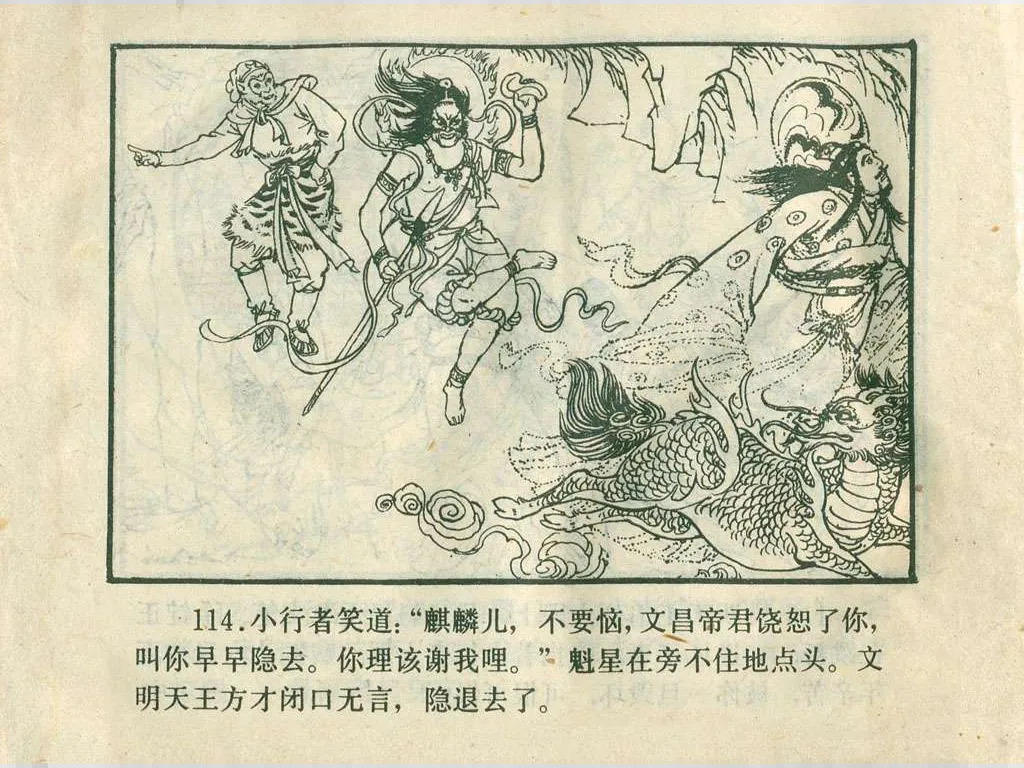 114.小行者笑道：“麒麟儿，不要恼，文昌帝君饶恕了你，
叫你早早隐去。你理该谢我哩。”魁星在旁不住地点头。文
明天王方才闭口无言，隐退去了。